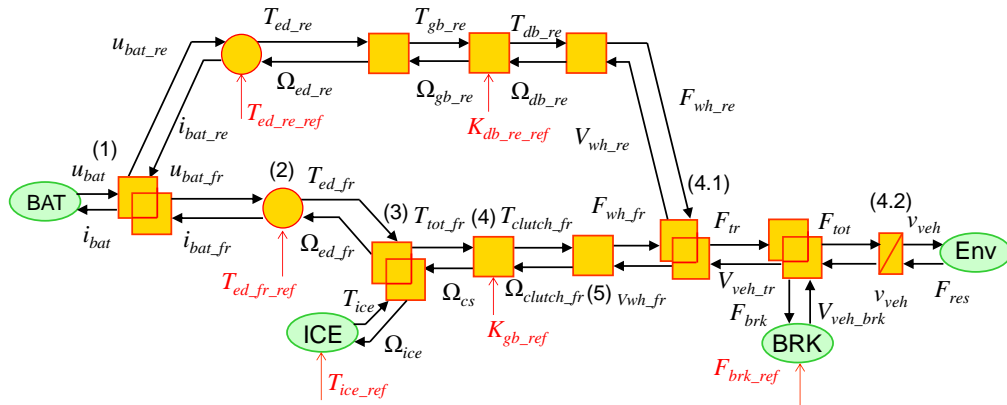 T_ed_re
T_gb_re
T_db_re
u_bat_re
Ω_ed_re
Ω_gb_re
Ω_db_re
F_wh_re
T_ed_re_ref
K_db_re_ref
i_bat_re
V_wh_re
(1)
u_bat
u_bat_fr
(2)
T_ed_fr
(4.1)
BAT
(3)
T_tot_fr
(4)
T_clutch_fr
F_wh_fr
F_tr
F_tot
(4.2)
v_veh
i_bat
i_bat_fr
Ω_ed_fr
Env
T_ed_fr_ref
T_ice
Ω_cs
Ω_clutch_fr
(5)
V_wh_fr
V_veh_tr
v_veh
F_res
ICE
Ω_ice
K_gb_ref
F_brk
V_veh_brk
BRK
T_ice_ref
F_brk_ref